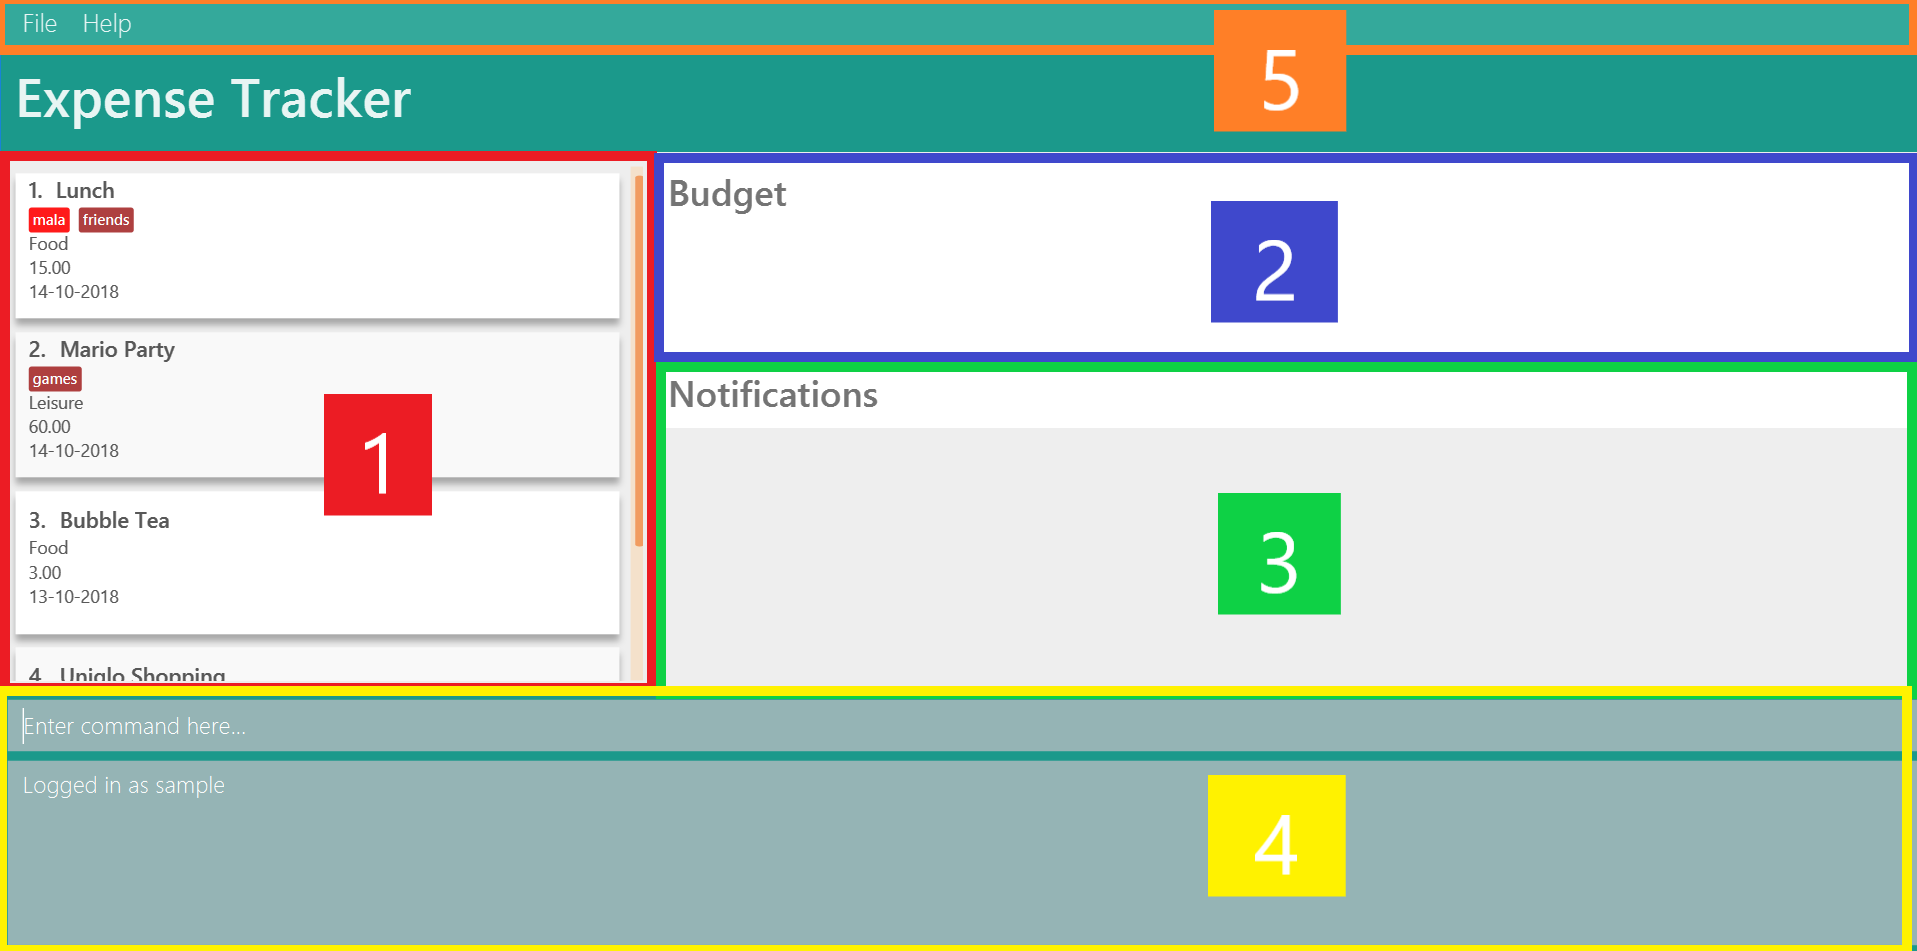 File Help
5
Expense Tracker
1. Lunch
mala friends
Food
15.00
14-10-2018
2. Mario Party
games
Leisure
60.00
14-10-2018
1
3. Bubble Tea
Food
3.00
13-10-2018
4. Uniqlo Shopping
Budget
2
Notifications
3
Enter command here...
Logged in as sample
4